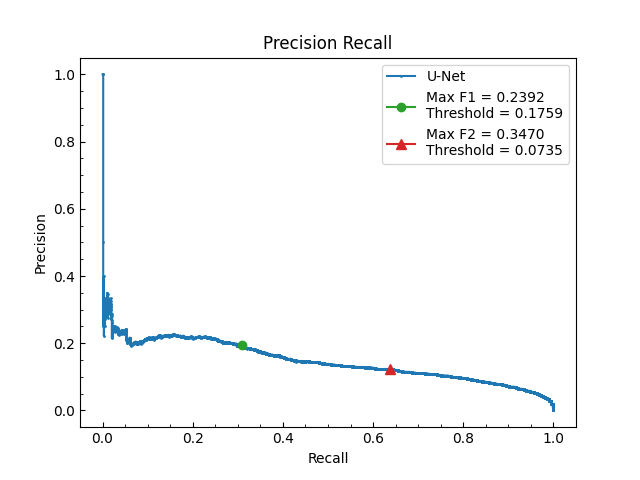 Precision Recall
1.0
0.8
0.6
0.4
0.2
0.0
Precision
0.0
0.2
0.4
0.6
0.8
1.0
Recall
U-Net
Max F1 = 0.2392
Threshold = 0.1759
Max F2 = 0.3470
Threshold = 0.0735